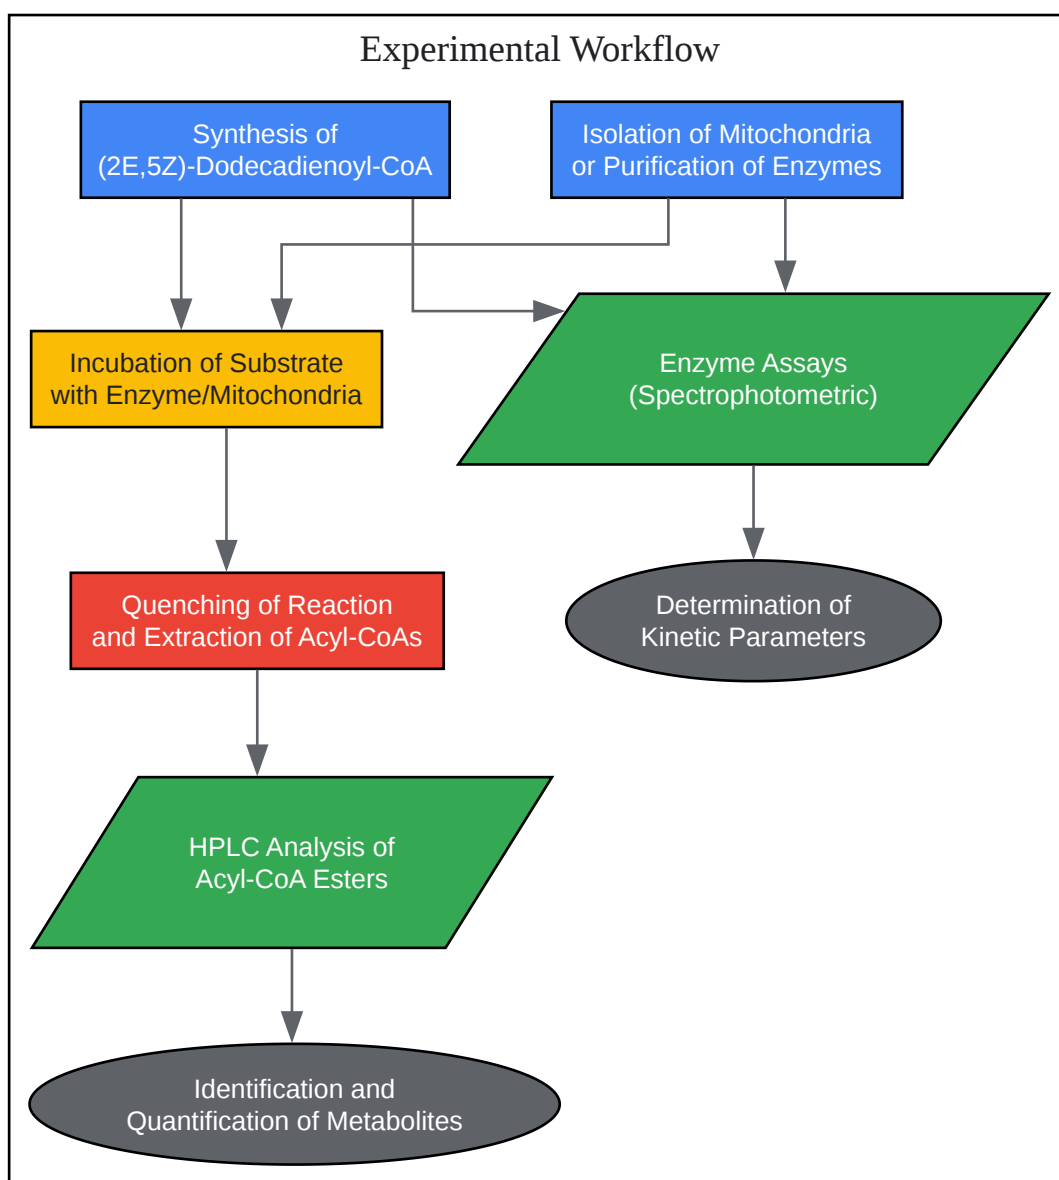 Experimental Workflow
Synthesis of
(2E,5Z)-Dodecadienoyl-CoA
Isolation of Mitochondria
or Purification of Enzymes
Incubation of Substrate
with Enzyme/Mitochondria
Enzyme Assays
(Spectrophotometric)
Quenching of Reaction
and Extraction of Acyl-CoAs
Determination of
Kinetic Parameters
HPLC Analysis of
Acyl-CoA Esters
Identification and
Quantification of Metabolites